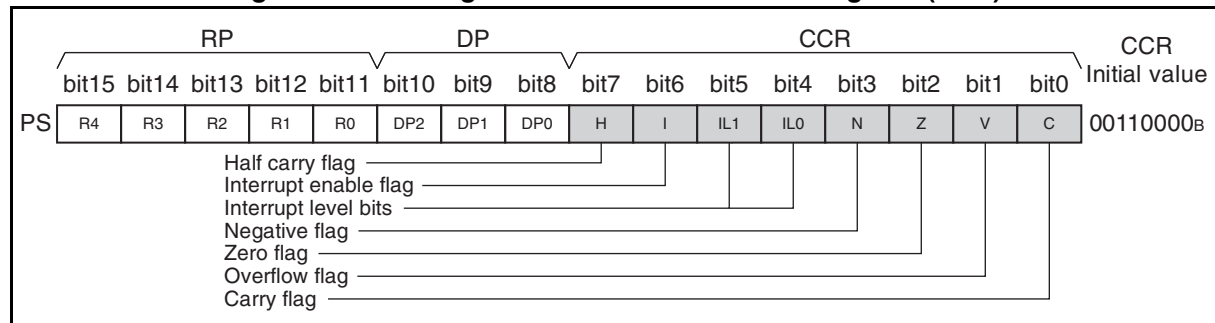 RP DP CCR CCR
bit15 bit14 bit13 bit12 bit11 bit10 bit9 bit8 bit7 bit6 bit5 bit4 bit3 bit2 bit1 bit0 Initial value
PS R4 R3 R2 R1 R0 DP2 DP1 DP0 H I IL1 IL0 N Z V C 00110000B
Half carry flag
Interrupt enable flag
Interrupt level bits
Negative flag
Zero flag
Overflow flag
Carry flag